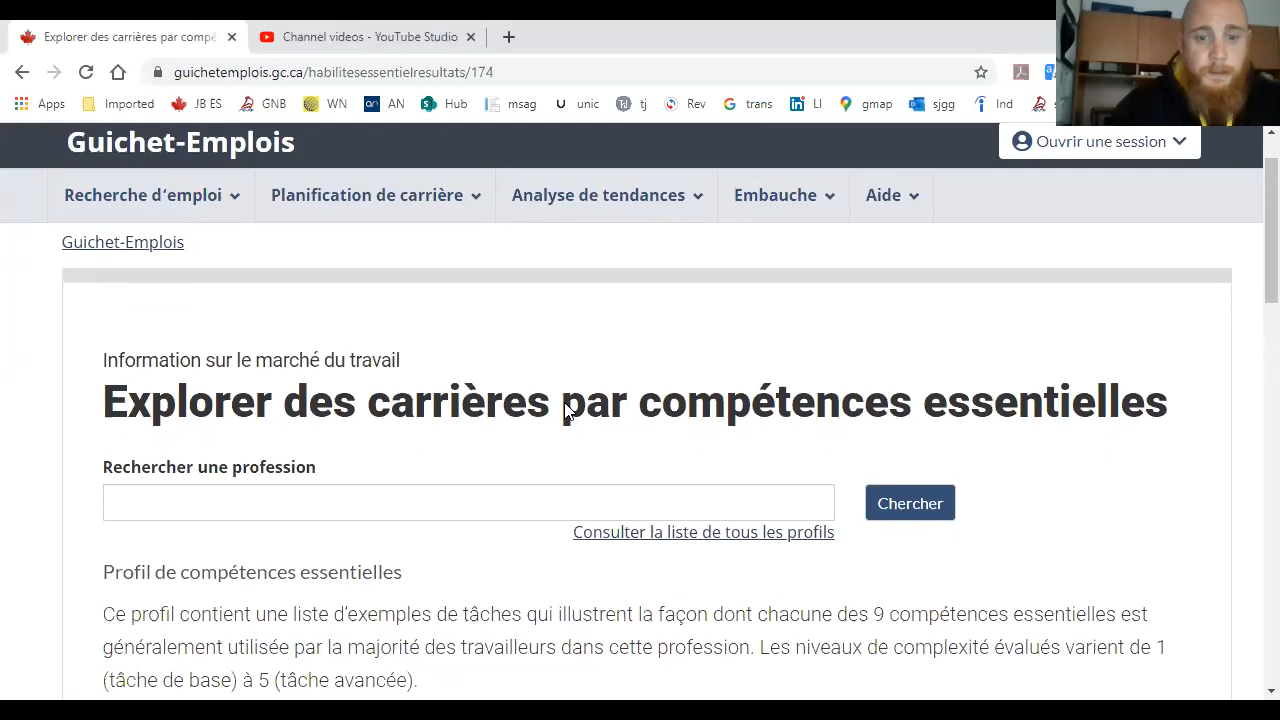 Explorer des carrières par compé
Channel videos - YouTube Studio
guichetemplois.gc.ca/habilitesessentielresultats/174
Apps Imported JB ES GNB WN AN Hub msag unic tj Rev trans LI gmap sjgg Ind
Guichet-Emplois
Ouvrir une session
Recherche d'emploi Planification de carrière Analyse de tendances Embauche Aide
Guichet-Emplois
Information sur le marché du travail
Explorer des carrières par compétences essentielles
Rechercher une profession
Chercher
Consulter la liste de tous les profils
Profil de compétences essentielles
Ce profil contient une liste d'exemples de tâches qui illustrent la façon dont chacune des 9 compétences essentielles est
généralement utilisée par la majorité des travailleurs dans cette profession. Les niveaux de complexité évalués varient de 1
(tâche de base) à 5 (tâche avancée).